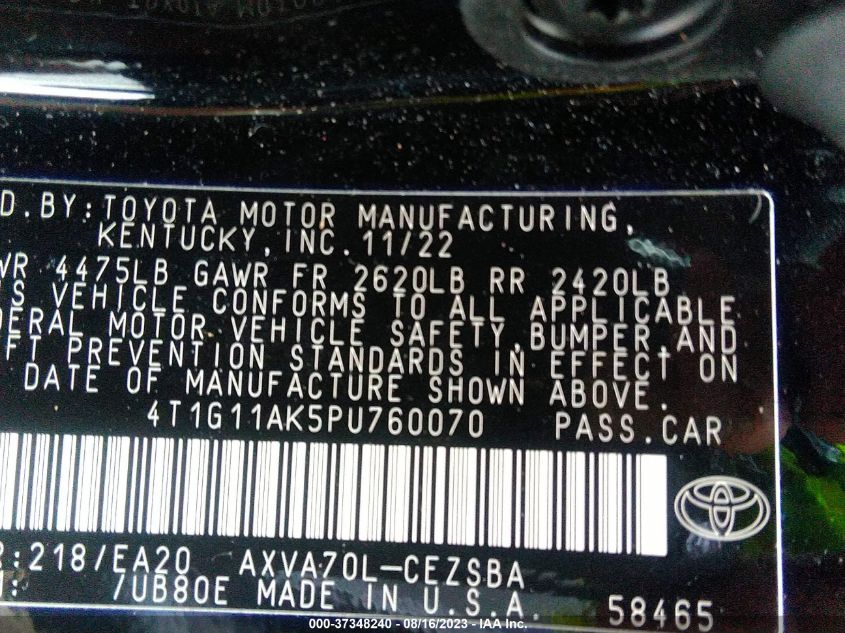 D.BY:TOYOTA MOTOR MANUFACTURING,
KENTUCKY,INC. 11/22
WR 4475LB GAWR FR 2620LB RR 2420LB
S VEHICLE CONFORMS TO ALL APPLICABLE
ERAL MOTOR VEHICLE SAFETY,BUMPER,AND
FT PREVENTION STANDARDS IN EFFECT ON
DATE OF MANUFACTURE SHOWN ABOVE.
4T1G11AK5PU760070 PASS.CAR
R:218/EA20 AXVA70L-CEZSBA
7UB80E MADE IN U.S.A. 58465
000-37348240 - 08/16/2023 - IAA Inc.